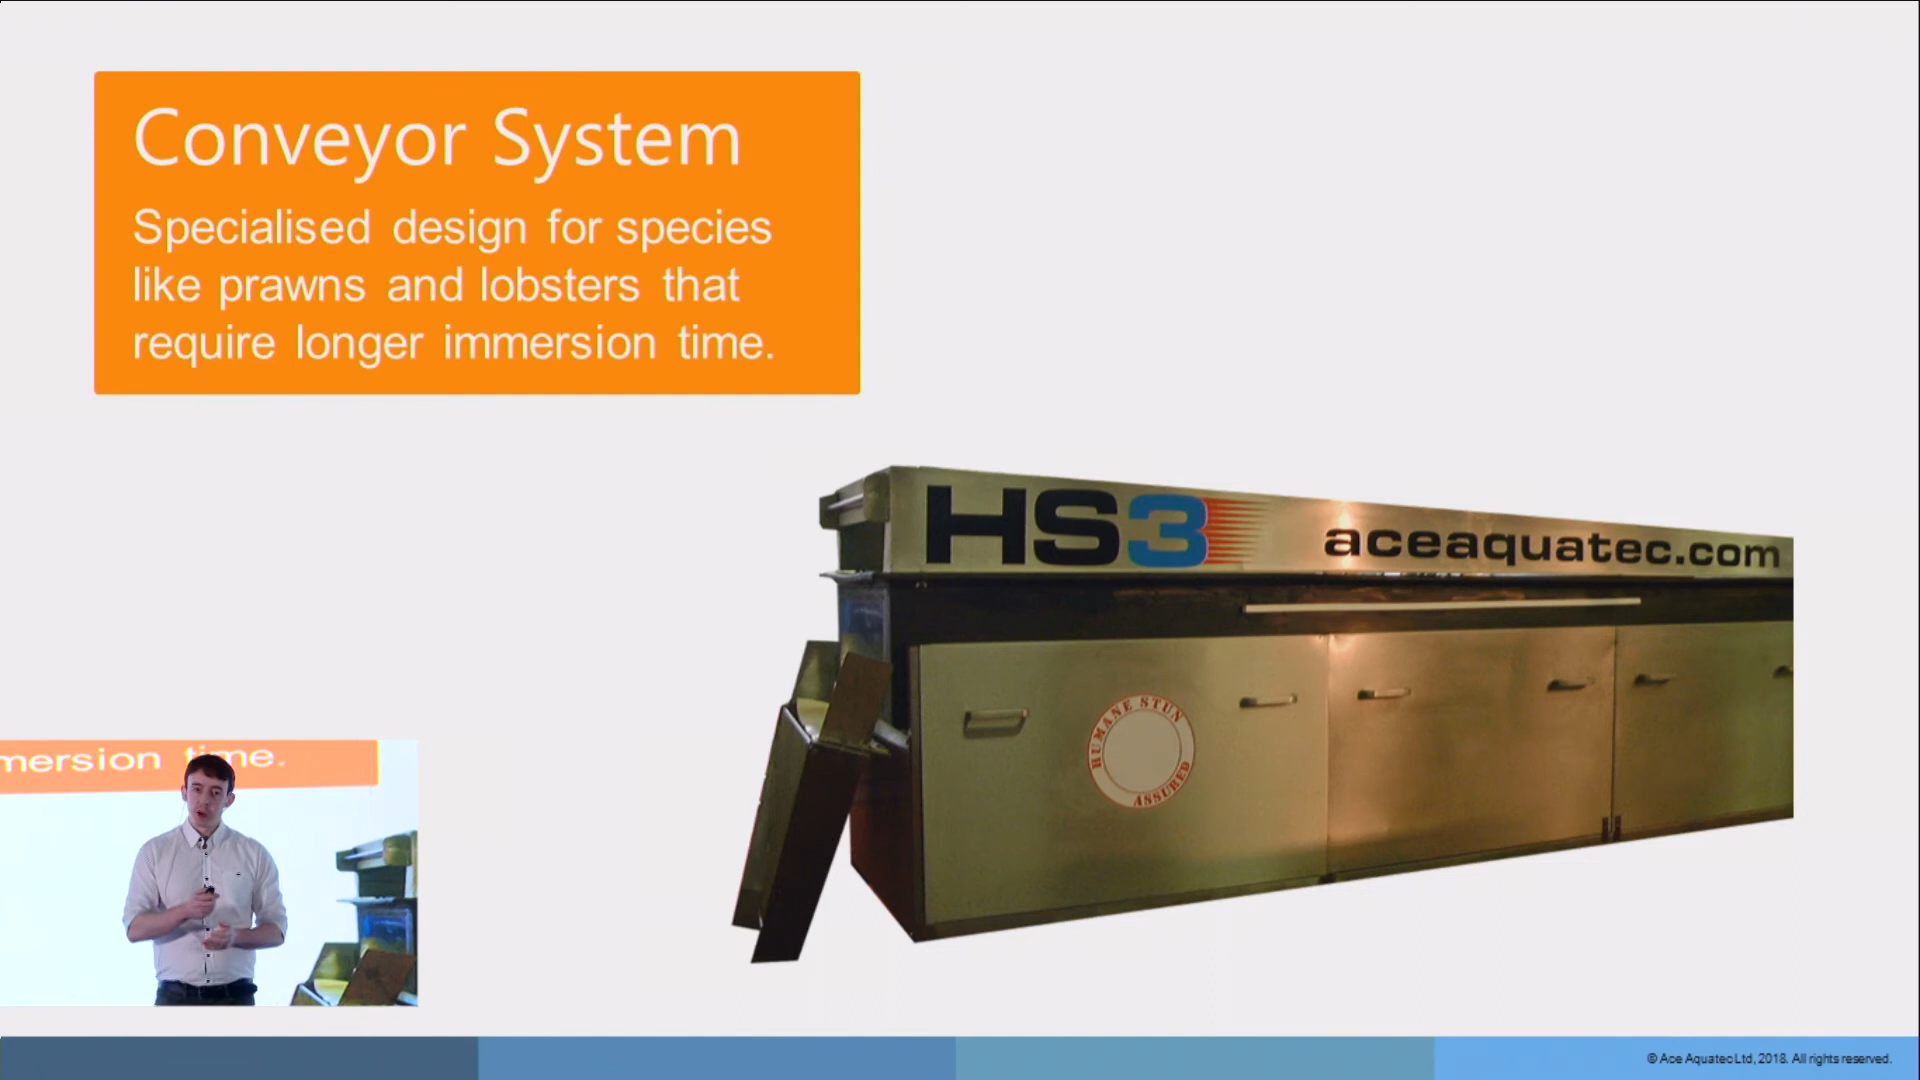 Conveyor System
Specialised design for species
like prawns and lobsters that
require longer immersion time.
HS3
aceaquatec.com
HUMANE STUN
ASSURED
mersion time.
© Ace Aquatec Ltd, 2018. All rights reserved.